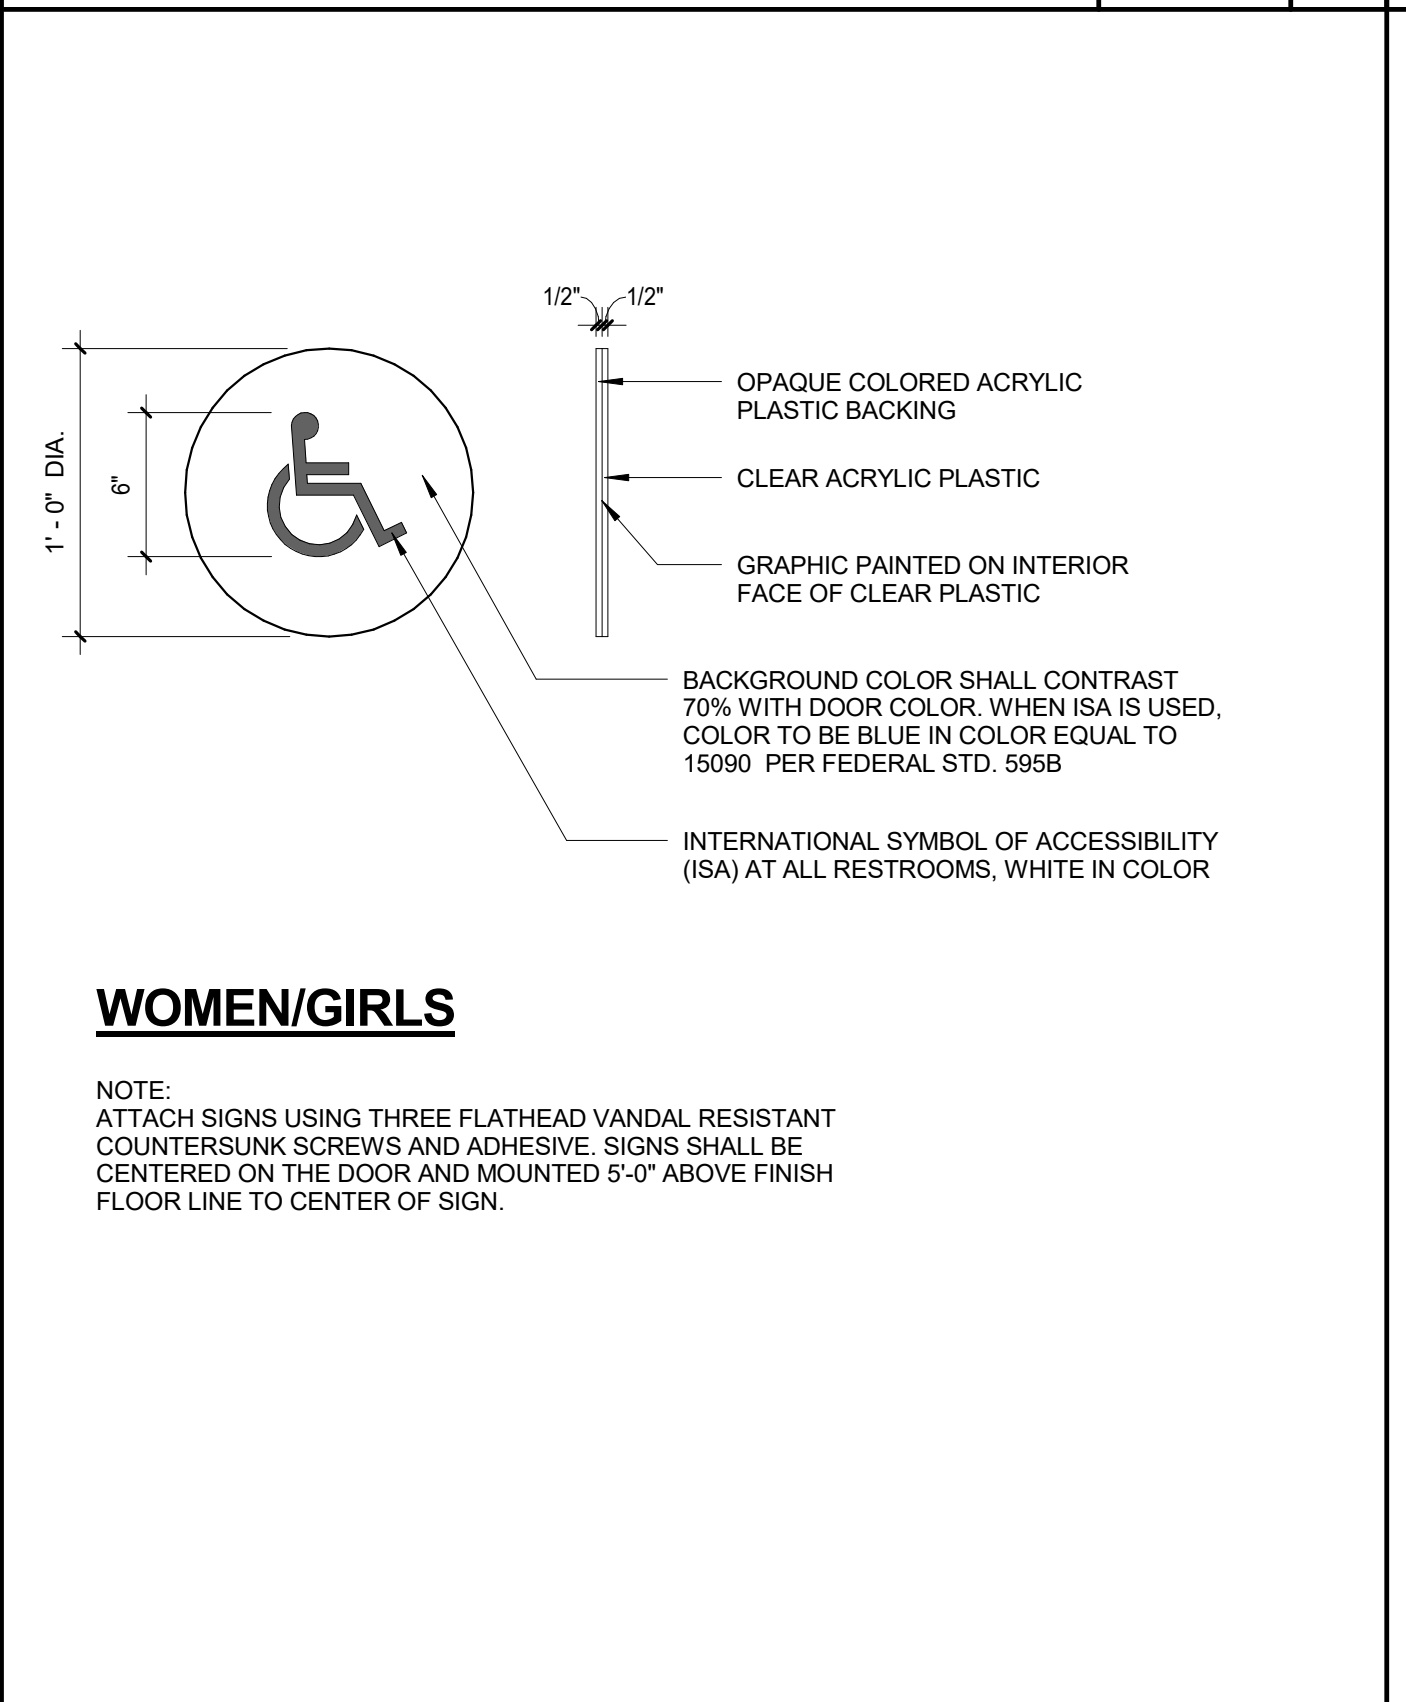 1/2" 1/2"
OPAQUE COLORED ACRYLIC
PLASTIC BACKING
1' - 0"  DIA.
6"
CLEAR ACRYLIC PLASTIC
GRAPHIC PAINTED ON INTERIOR
FACE OF CLEAR PLASTIC
BACKGROUND COLOR SHALL CONTRAST
70% WITH DOOR COLOR. WHEN ISA IS USED,
COLOR TO BE BLUE IN COLOR EQUAL TO
15090  PER FEDERAL STD. 595B
INTERNATIONAL SYMBOL OF ACCESSIBILITY
(ISA) AT ALL RESTROOMS, WHITE IN COLOR
WOMEN/GIRLS
NOTE:
ATTACH SIGNS USING THREE FLATHEAD VANDAL RESISTANT
COUNTERSUNK SCREWS AND ADHESIVE. SIGNS SHALL BE
CENTERED ON THE DOOR AND MOUNTED 5'-0" ABOVE FINISH
FLOOR LINE TO CENTER OF SIGN.